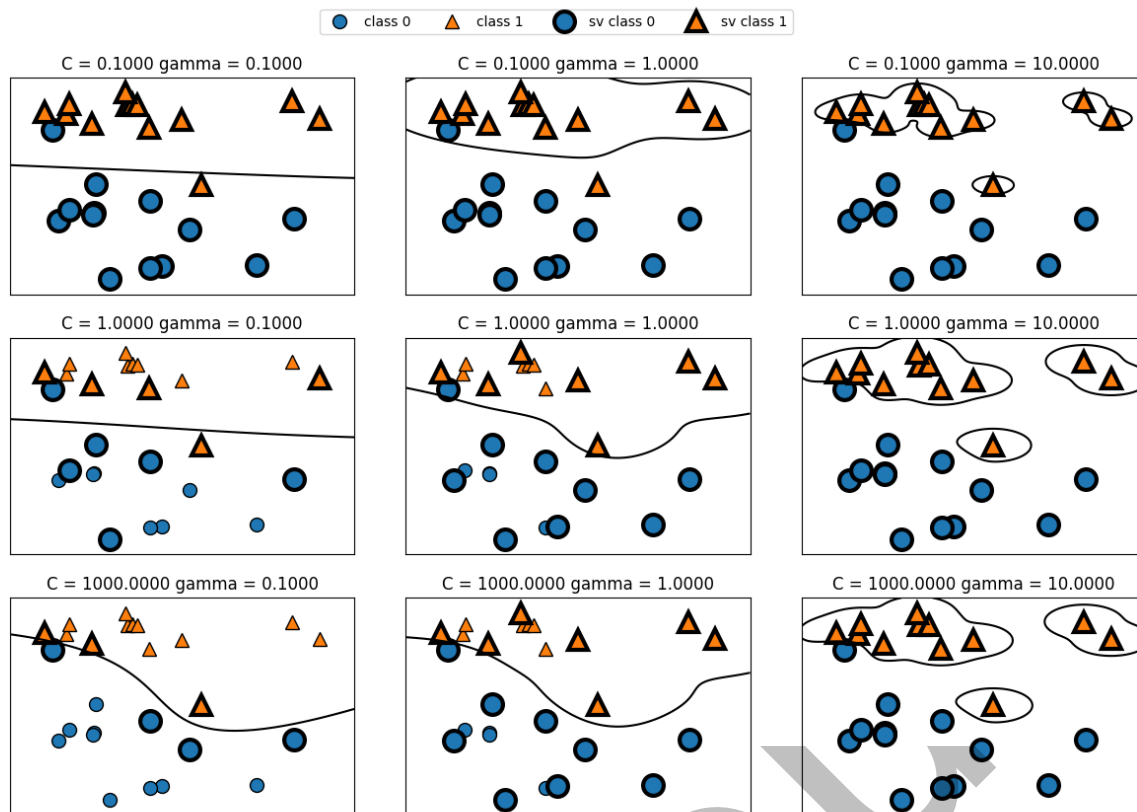 class 0 class 1 sv class 0 sv class 1
C = 0.1000 gamma = 0.1000
C = 0.1000 gamma = 1.0000
C = 0.1000 gamma = 10.0000
C = 1.0000 gamma = 0.1000
C = 1.0000 gamma = 1.0000
C = 1.0000 gamma = 10.0000
C = 1000.0000 gamma = 0.1000
C = 1000.0000 gamma = 1.0000
C = 1000.0000 gamma = 10.0000